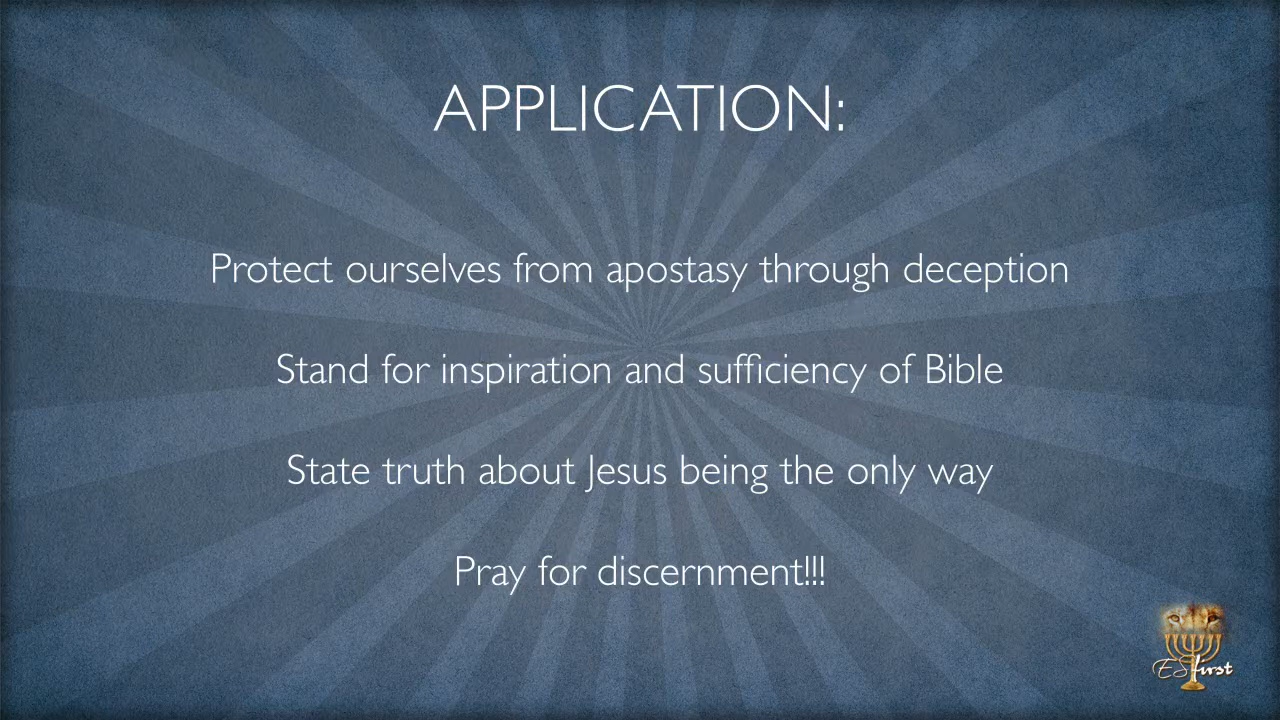 APPLICATION:
Protect ourselves from apostasy through deception
Stand for inspiration and sufficiency of Bible
State truth about Jesus being the only way
Pray for discernment!!!
ESfirst